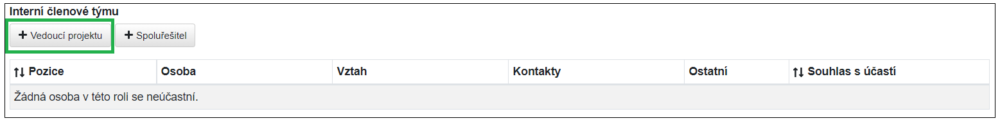 Interní členové týmu
+ Vedoucí projektu + Spoluřešitel
Pozice Osoba Vztah Kontakty Ostatní Souhlas s účastí
Žádná osoba v této roli se neúčastní.